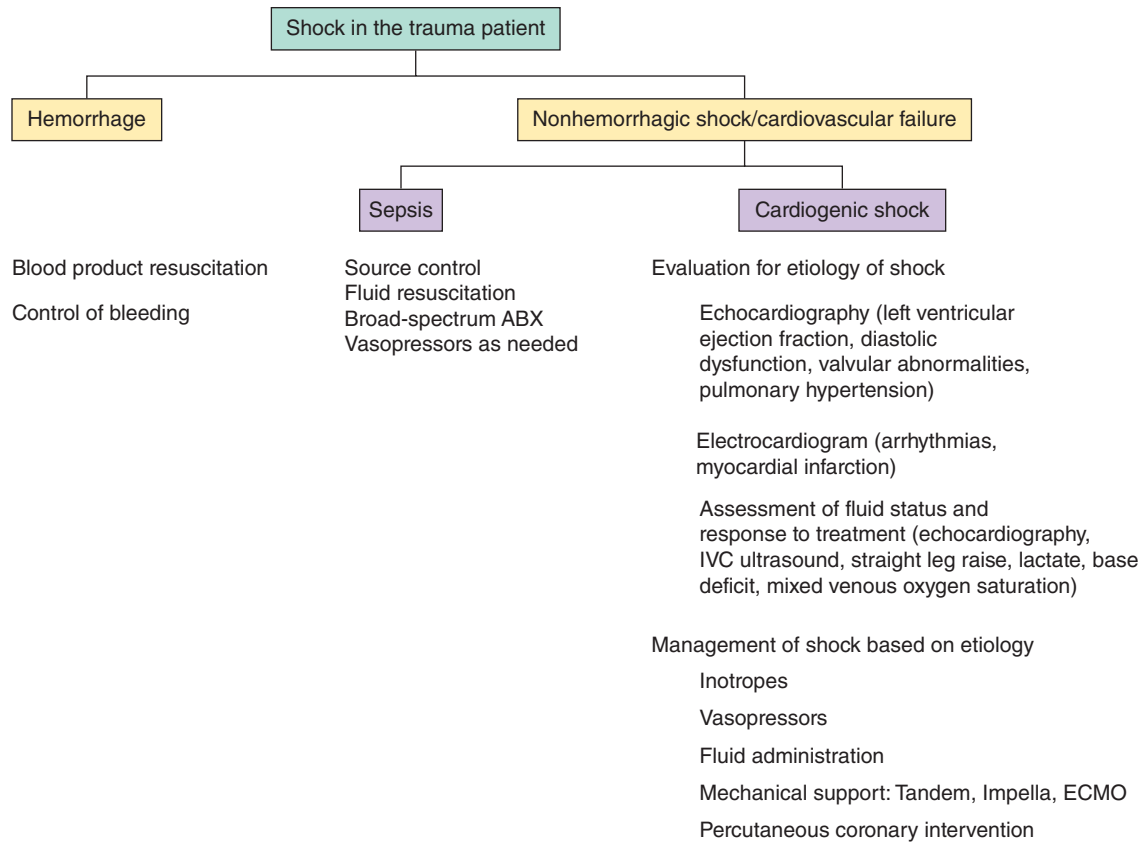 Shock in the trauma patient
Hemorrhage
Nonhemorrhagic shock/cardiovascular failure
Sepsis
Cardiogenic shock
Blood product resuscitation
Control of bleeding
Source control
Fluid resuscitation
Broad-spectrum ABX
Vasopressors as needed
Evaluation for etiology of shock
Echocardiography (left ventricular
ejection fraction, diastolic
dysfunction, valvular abnormalities,
pulmonary hypertension)
Electrocardiogram (arrhythmias,
myocardial infarction)
Assessment of fluid status and
response to treatment (echocardiography,
IVC ultrasound, straight leg raise, lactate, base
deficit, mixed venous oxygen saturation)
Management of shock based on etiology
Inotropes
Vasopressors
Fluid administration
Mechanical support: Tandem, Impella, ECMO
Percutaneous coronary intervention